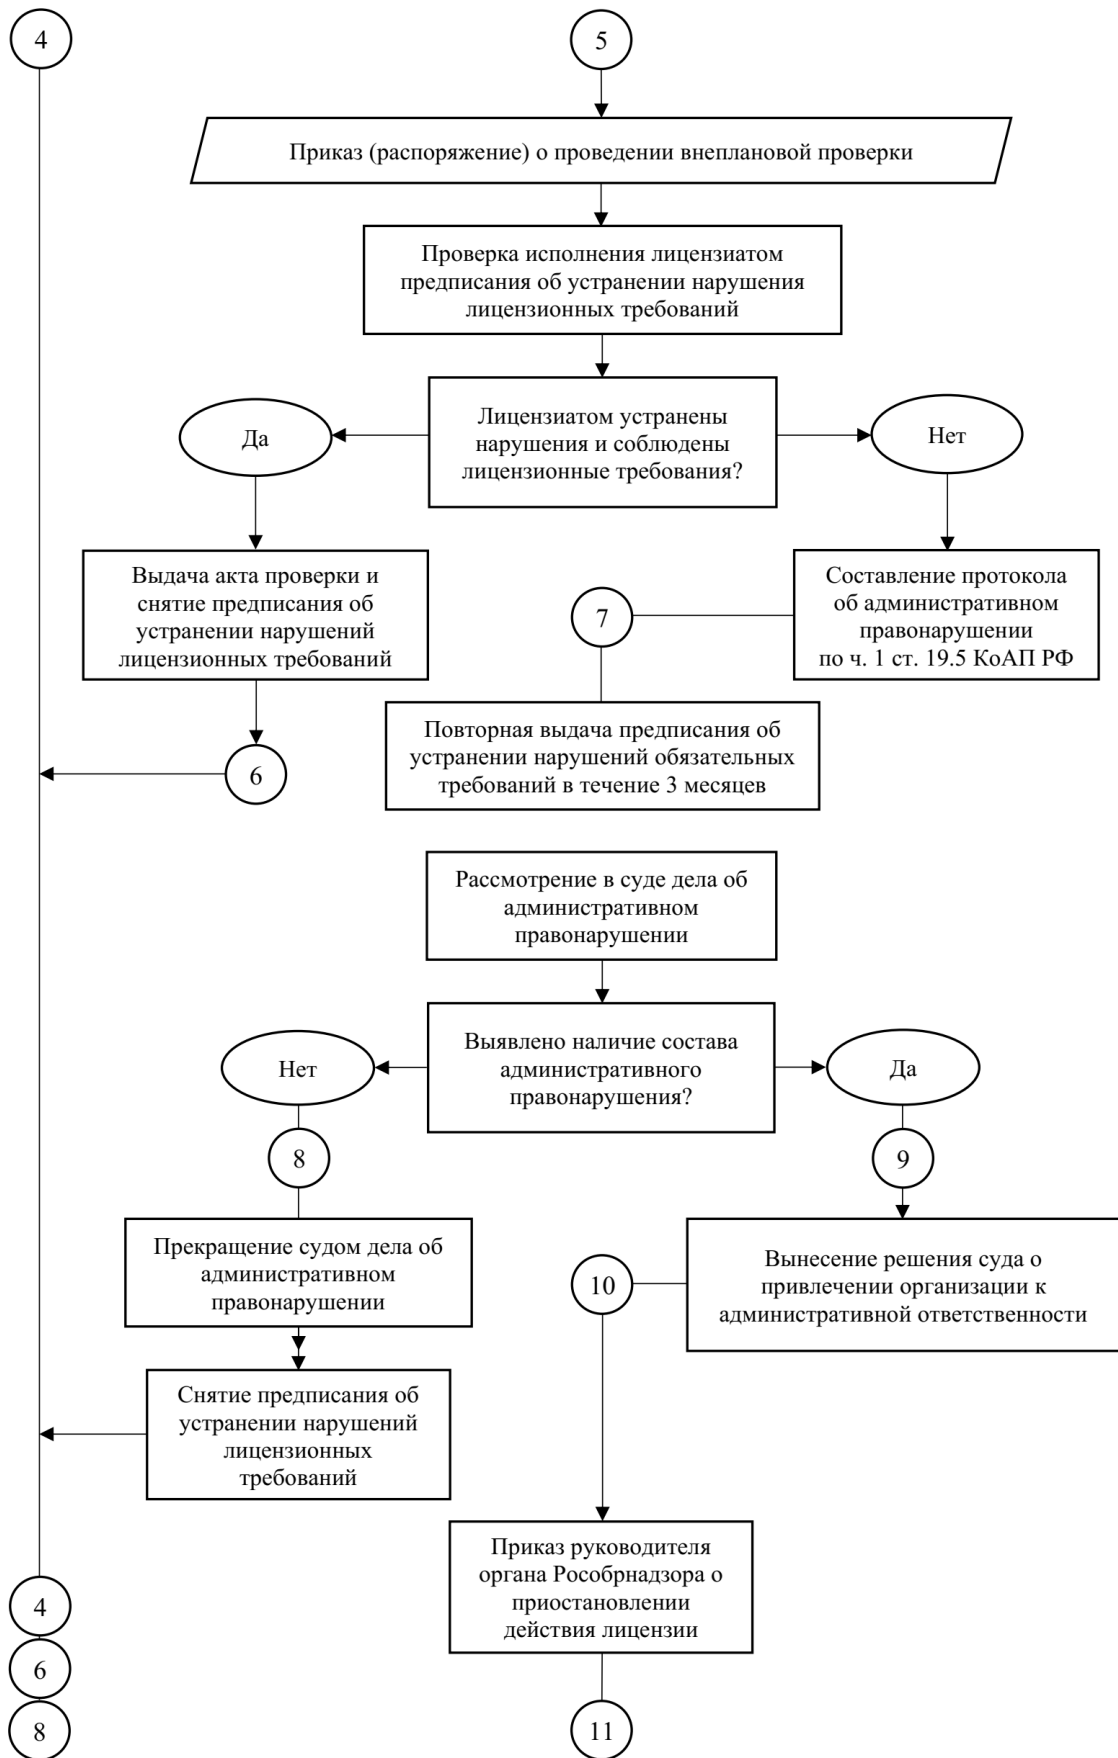 4
5
Приказ (распоряжение) о проведении внеплановой проверки
Проверка исполнения лицензиатом
предписания об устранении нарушения
лицензионных требований
Да
Лицензиатом устранены
нарушения и соблюдены
лицензионные требования?
Нет
Выдача акта проверки и
снятие предписания об
устранении нарушений
лицензионных требований
7
Составление протокола
об административном
правонарушении
по ч. 1 ст. 19.5 КоАП РФ
6
Повторная выдача предписания об
устранении нарушений обязательных
требований в течение 3 месяцев
Рассмотрение в суде дела об
административном
правонарушении
Нет
Выявлено наличие состава
административного
правонарушения?
Да
8
9
Прекращение судом дела об
административном
правонарушении
10
Вынесение решения суда о
привлечении организации к
административной ответственности
Снятие предписания об
устранении нарушений
лицензионных
требований
Приказ руководителя
органа Рособрнадзора о
приостановлении
действия лицензии
4
6
8
11